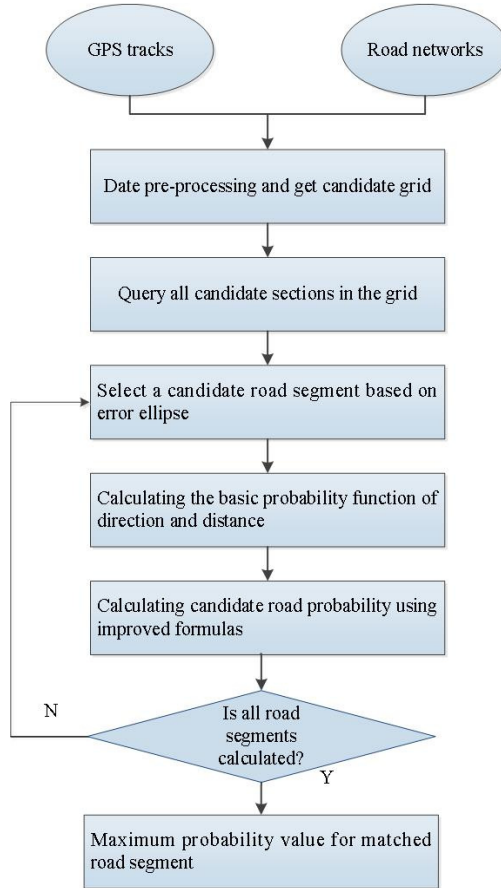 GPS tracks
Road networks
Date pre-processing and get candidate grid
Query all candidate sections in the grid
Select a candidate road segment based on
error ellipse
Calculating the basic probability function of
direction and distance
Calculating candidate road probability using
improved formulas
N
Is all road
segments
calculated?
Y
Maximum probability value for matched
road segment